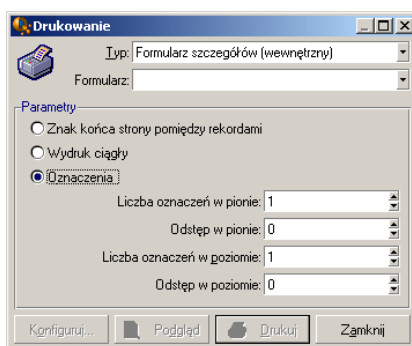 Drukowanie
Typ: Formularz szczegółów (wewnętrzny)
Formularz:
Parametry
Znak końca strony pomiędzy rekordami
Wydruk ciągły
Oznaczenia
Liczba oznaczeń w pionie: 1
Odstęp w pionie: 0
Liczba oznaczeń w poziomie: 1
Odstęp w poziomie: 0
Konfiguruj... Podgląd Drukuj Zamknij